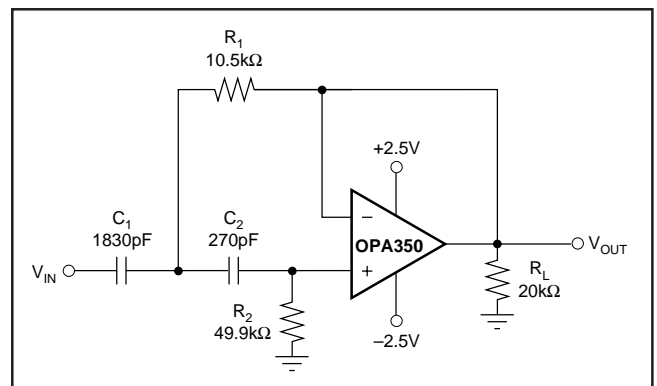 R1
10.5kΩ
+2.5V
C1
1830pF
C2
270pF
−
OPA350
+
VIN
VOUT
R2
49.9kΩ
RL
20kΩ
–2.5V